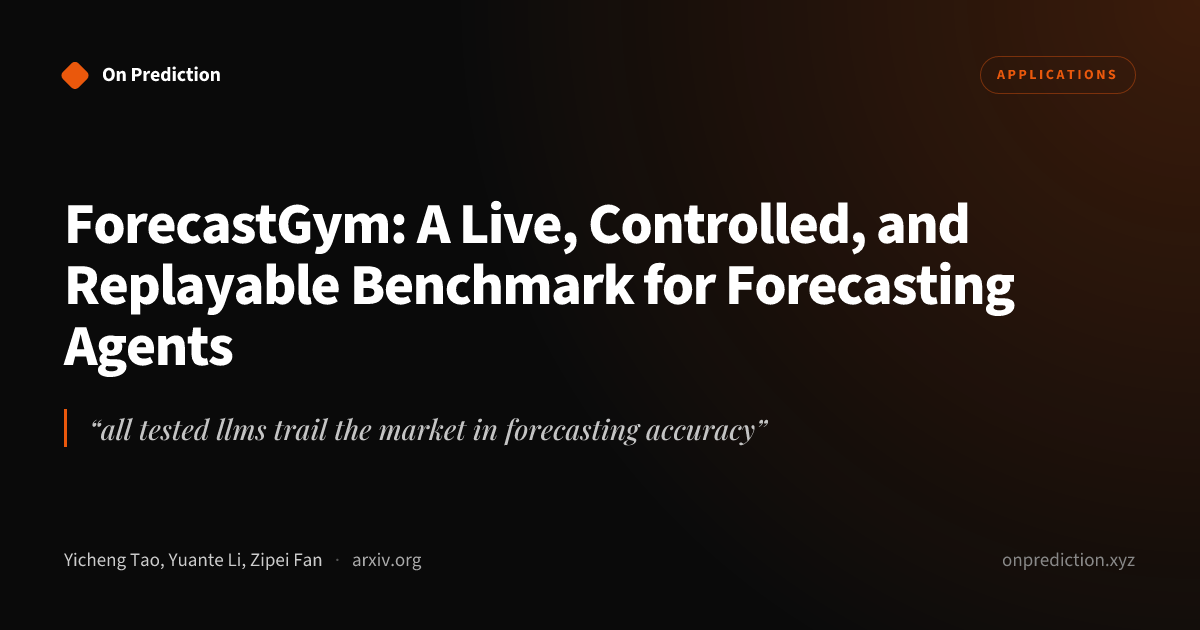 On Prediction
APPLICATIONS
ForecastGym: A Live, Controlled, and
Replayable Benchmark for Forecasting
Agents
“all tested llms trail the market in forecasting accuracy”
Yicheng Tao, Yuante Li, Zipei Fan · arxiv.org
onprediction.xyz